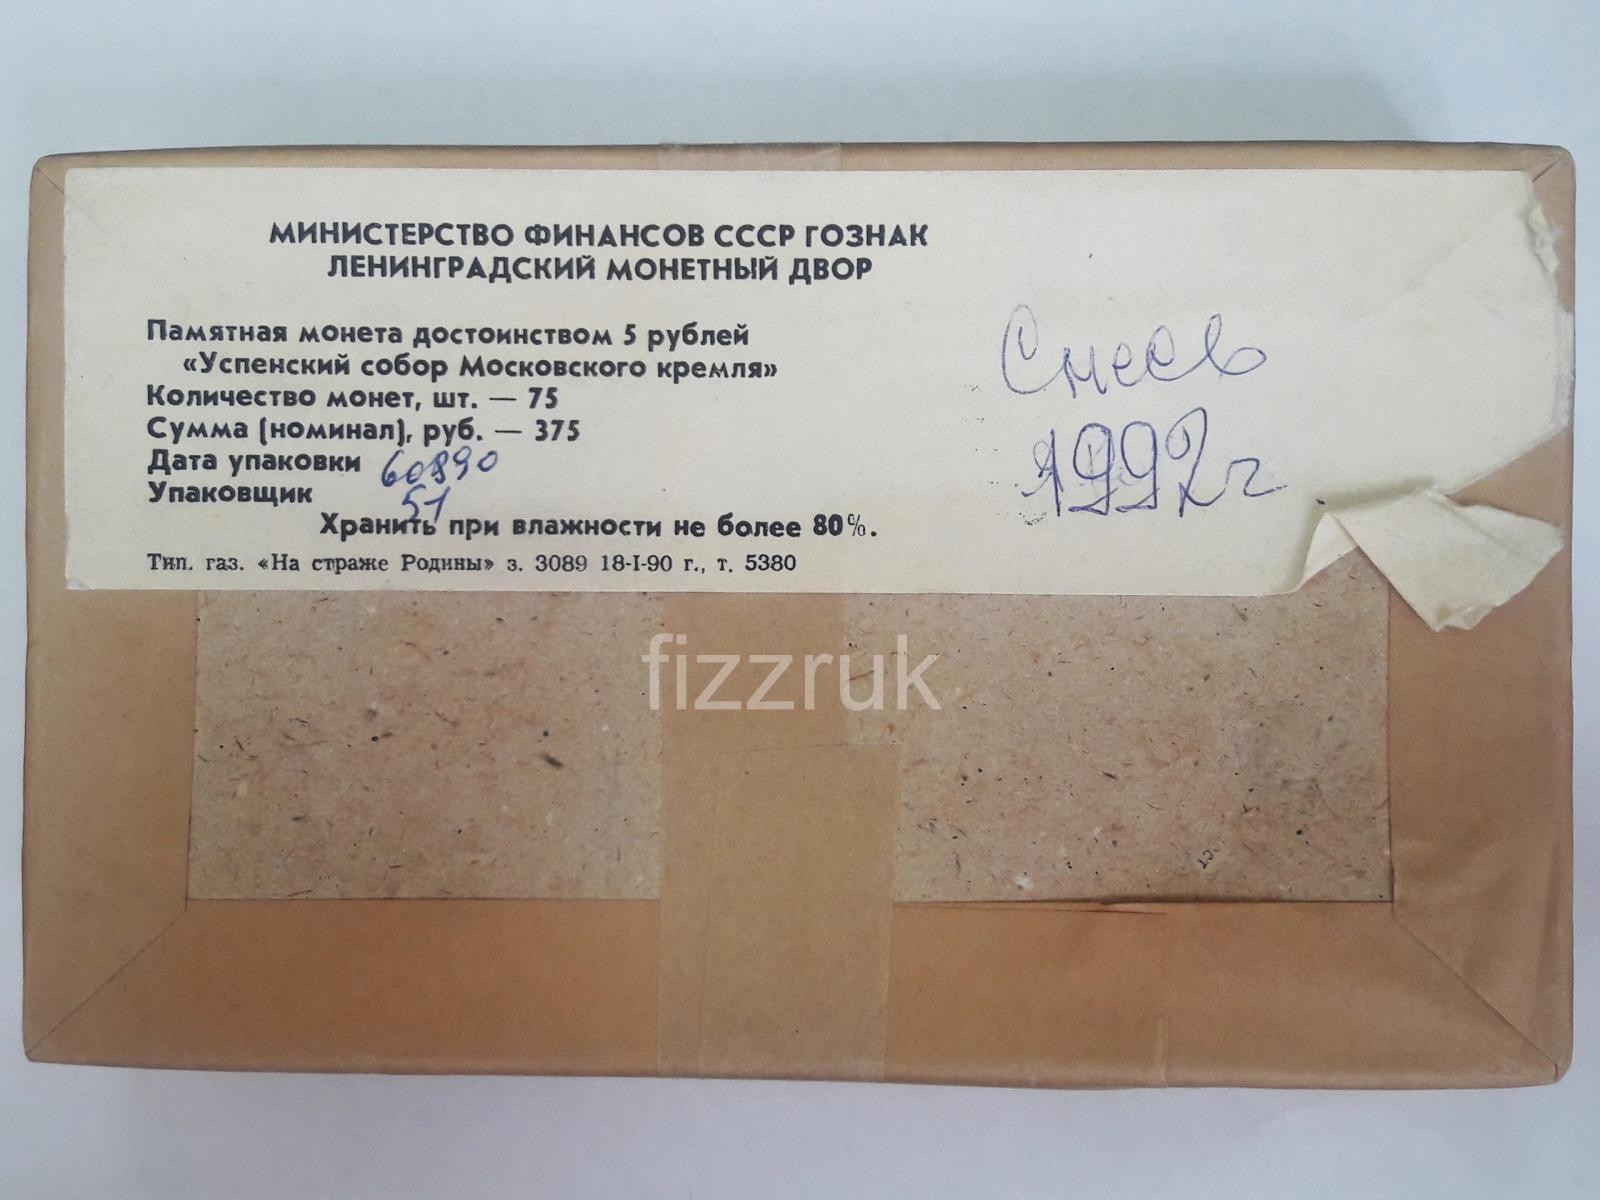 МИНИСТЕРСТВО ФИНАНСОВ СССР ГОЗНАК
ЛЕНИНГРАДСКИЙ МОНЕТНЫЙ ДВОР
Памятная монета достоинством 5 рублей
«Успенский собор Московского кремля»
Количество монет, шт. — 75
Сумма (номинал), руб. — 375
Дата упаковки 60890
Упаковщик 51
Хранить при влажности не более 80%.
Тип. газ. «На страже Родины» з. 3089 18-I-90 г., т. 5380
Смесь
1992 г
fizzruk